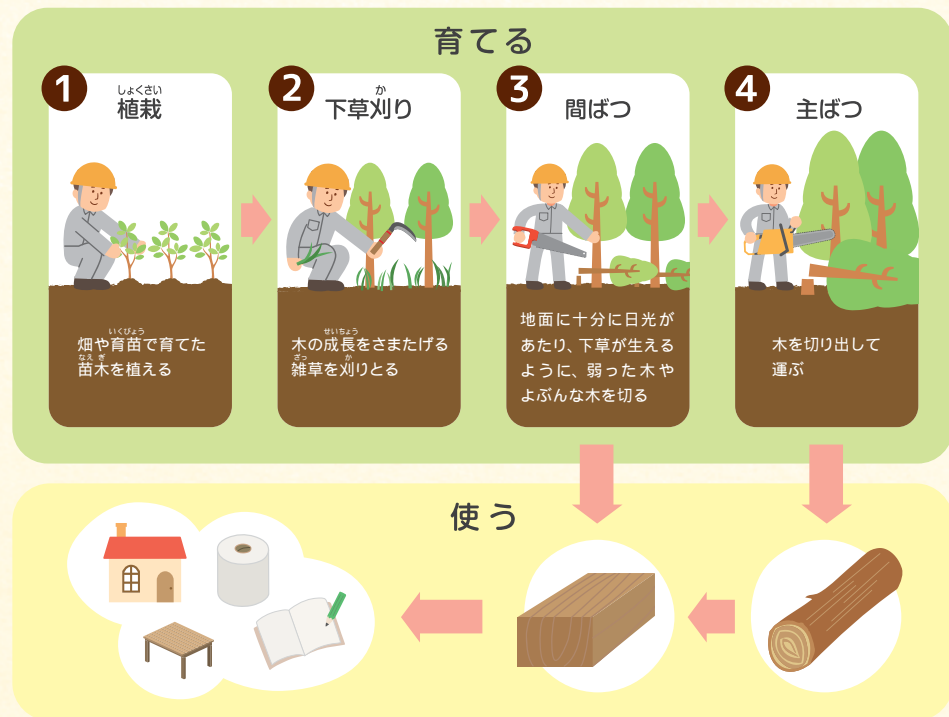 育てる
1
しょくさい
植栽
2
か
下草刈り
3
間ばつ
4
主ばつ
いくびょう
畑や育苗で育てた
なえ ぎ
苗木を植える
せいちょう
木の成長をさまたげる
ざっ か
雑草を刈りとる
地面に十分に日光が
あたり、下草が生える
ように、弱った木や
よぶんな木を切る
木を切り出して
運ぶ
使う